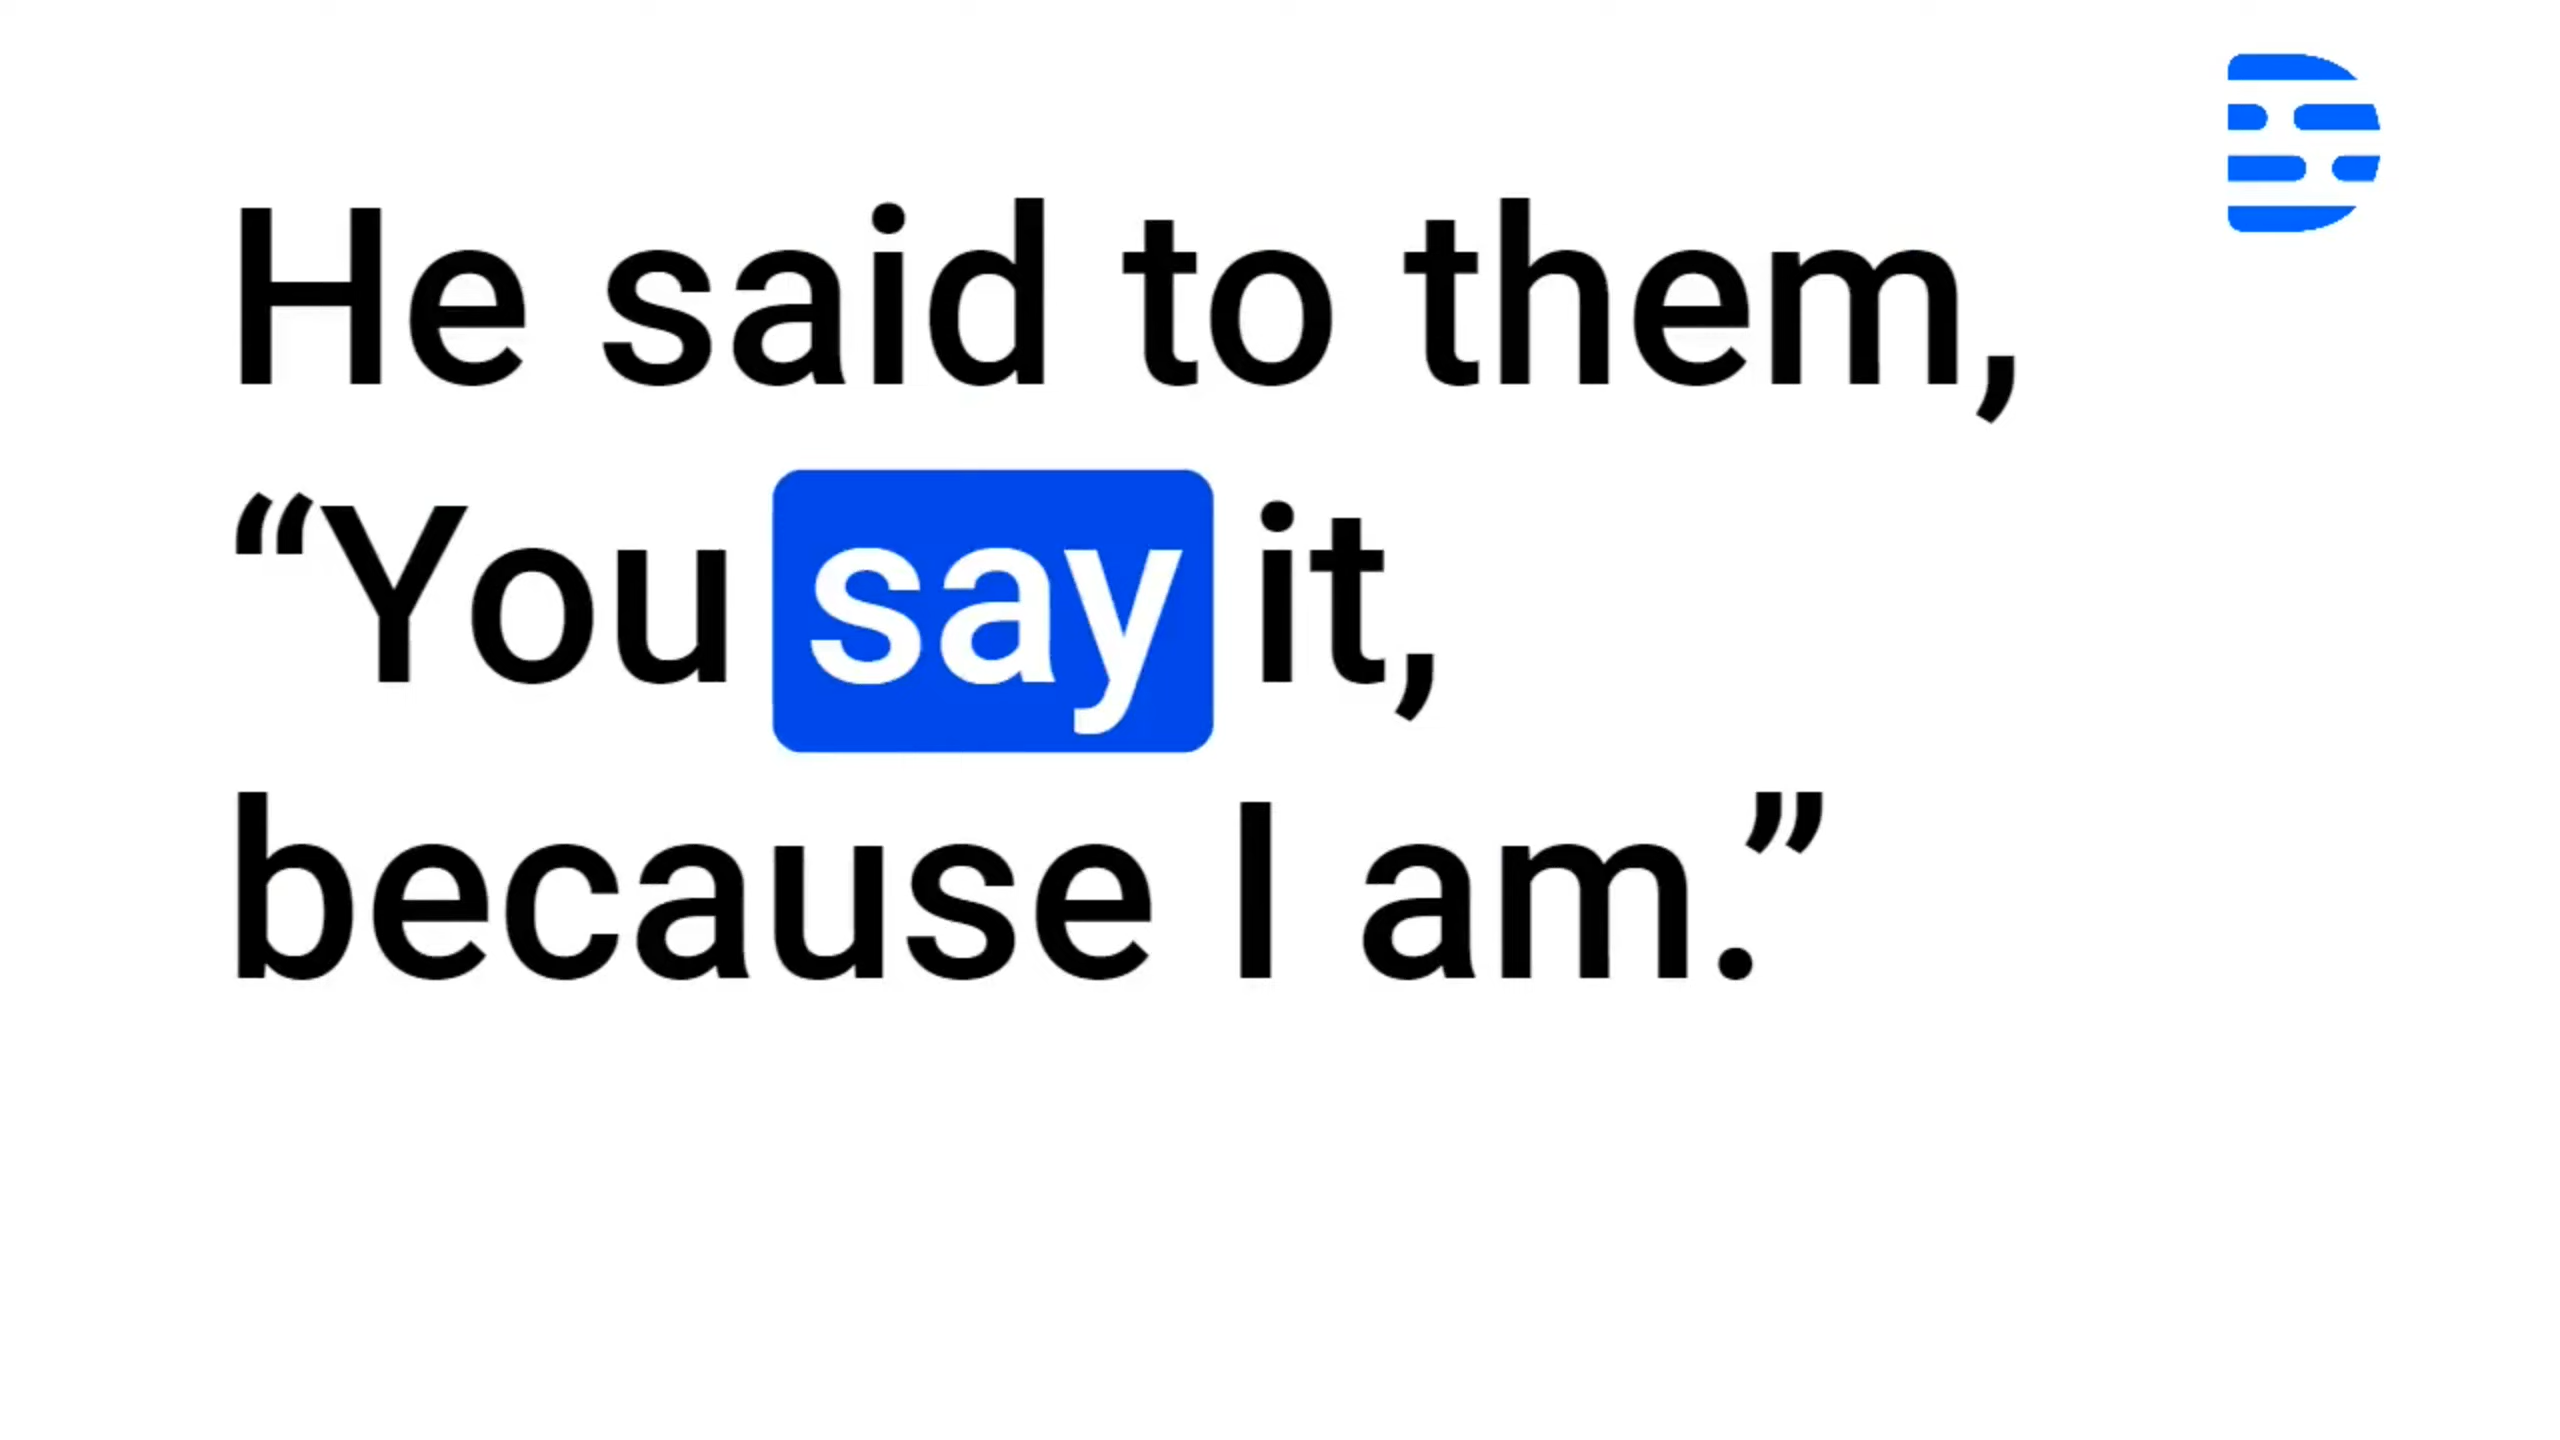 He said to them,
“You say it,
because I am.”